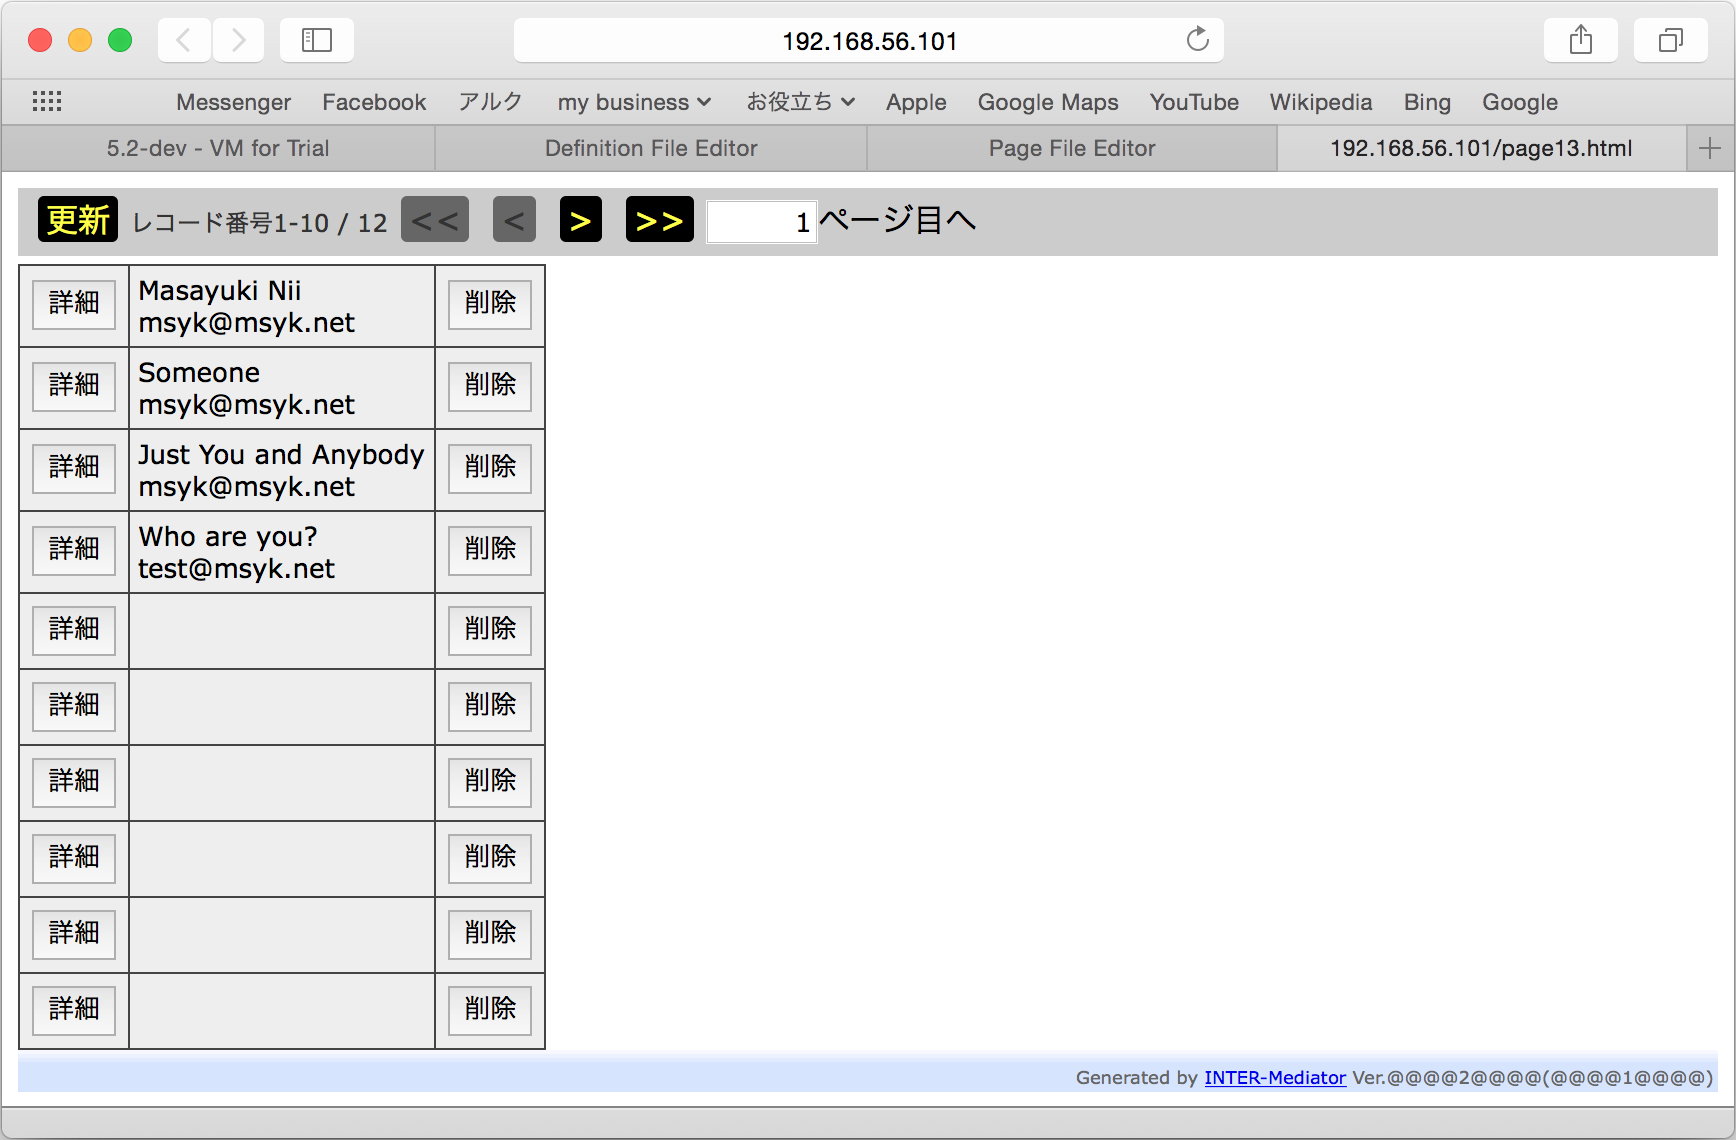 192.168.56.101
Messenger Facebook アルク my business お役立ち Apple Google Maps YouTube Wikipedia Bing Google
5.2-dev - VM for Trial Definition File Editor Page File Editor 192.168.56.101/page13.html
更新 レコード番号1-10 / 12 << < > >> 1 ページ目へ
詳細 Masayuki Nii 削除
msyk@msyk.net
詳細 Someone 削除
msyk@msyk.net
詳細 Just You and Anybody 削除
msyk@msyk.net
詳細 Who are you? 削除
test@msyk.net
詳細 削除
詳細 削除
詳細 削除
詳細 削除
詳細 削除
詳細 削除
Generated by INTER-Mediator Ver.@@@@2@@@@(@@@@1@@@@)